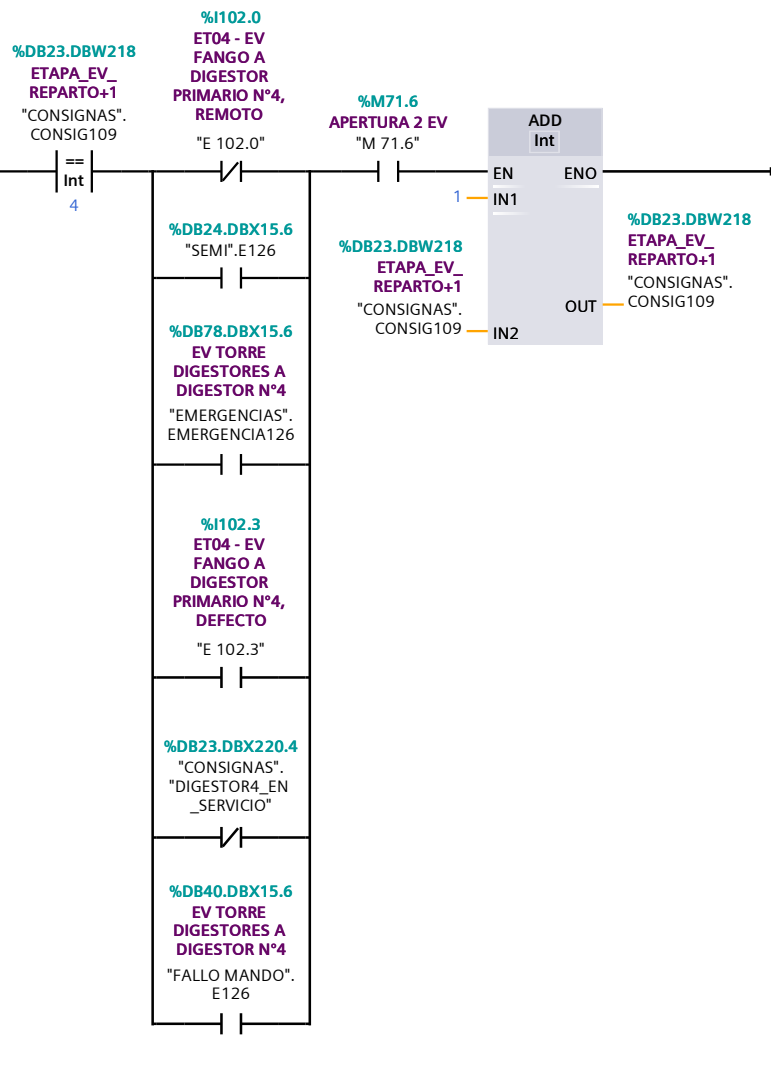 %DB23.DBW218
ETAPA_EV_
REPARTO+1
"CONSIGNAS".
CONSIG109
==
Int
4
%I102.0
ET04 - EV
FANGO A
DIGESTOR
PRIMARIO Nº4,
REMOTO
"E 102.0"
%DB24.DBX15.6
"SEMI".E126
%DB78.DBX15.6
EV TORRE
DIGESTORES A
DIGESTOR Nº4
"EMERGENCIAS".
EMERGENCIA126
%I102.3
ET04 - EV
FANGO A
DIGESTOR
PRIMARIO Nº4,
DEFECTO
"E 102.3"
%DB23.DBX220.4
"CONSIGNAS".
"DIGESTOR4_EN
_SERVICIO"
%DB40.DBX15.6
EV TORRE
DIGESTORES A
DIGESTOR Nº4
"FALLO MANDO".
E126
%M71.6
APERTURA 2 EV
"M 71.6"
ADD
Int
EN
ENO
1
IN1
%DB23.DBW218
ETAPA_EV_
REPARTO+1
"CONSIGNAS".
CONSIG109
IN2
OUT
%DB23.DBW218
ETAPA_EV_
REPARTO+1
"CONSIGNAS".
CONSIG109